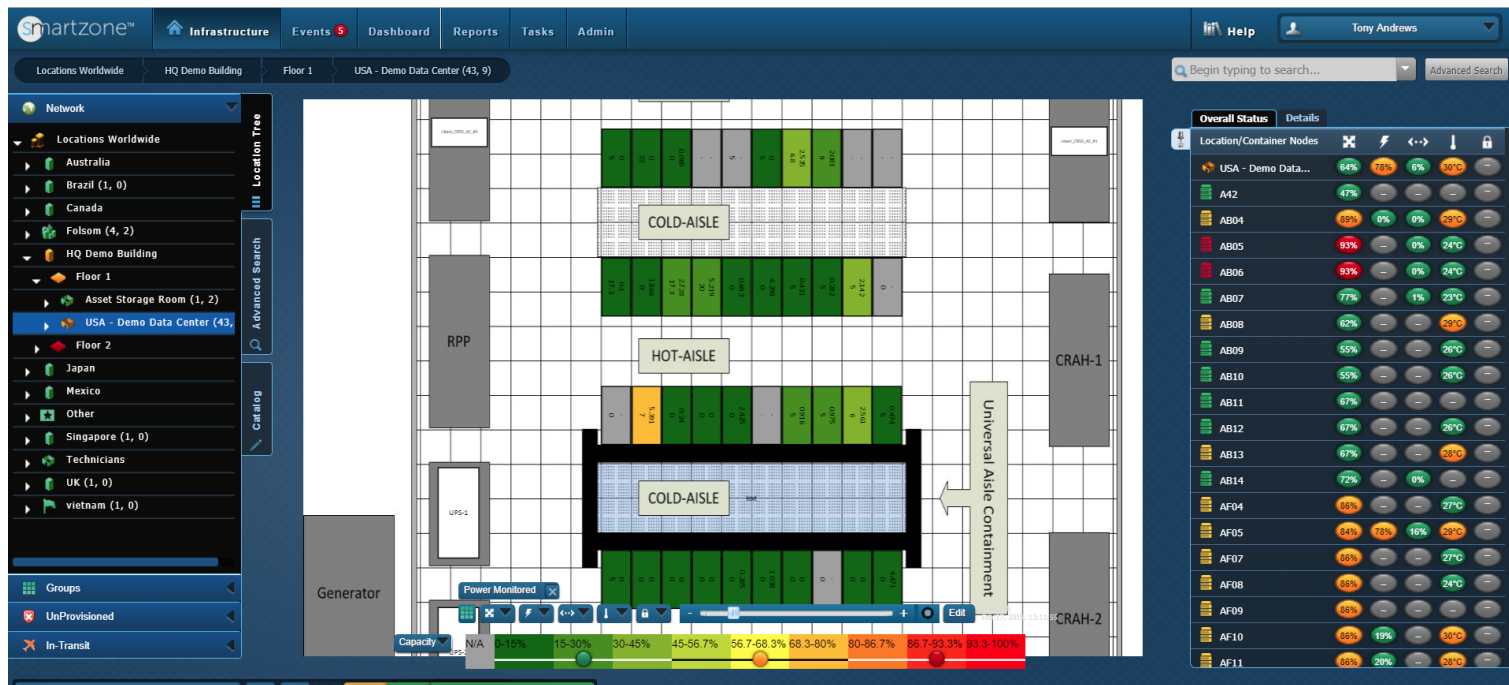 smartzone™
Infrastructure
Events 5
Dashboard
Reports
Tasks
Admin
Help
Tony Andrews
Locations Worldwide
HQ Demo Building
Floor 1
USA - Demo Data Center (43, 9)
Begin typing to search...
Advanced Search
Network
Locations Worldwide
Australia
Brazil (1, 0)
Canada
Folsom (4, 2)
HQ Demo Building
Floor 1
Asset Storage Room (1, 2)
USA - Demo Data Center (43,
Floor 2
Japan
Mexico
Other
Singapore (1, 0)
Technicians
UK (1, 0)
vietnam (1, 0)
Groups
UnProvisioned
In-Transit
Location Tree
Advanced Search
Catalog
COLD-AISLE
RPP
HOT-AISLE
CRAH-1
Universal Aisle Containment
COLD-AISLE
text
UPS-1
Generator
CRAH-2
Power Monitored
- + Edit
Capacity
N/A 0-15% 15-30% 30-45% 45-56.7% 56.7-68.3% 68.3-80% 80-86.7% 86.7-93.3% 93.3-100%
Overall Status Details
Location/Container Nodes
USA - Demo Data... 64% 78% 6% 30°C -
A42 47% - - - -
AB04 89% 0% 0% 29°C -
AB05 93% - 0% 24°C -
AB06 93% - 0% 24°C -
AB07 77% - 1% 23°C -
AB08 62% - - 29°C -
AB09 55% - - 26°C -
AB10 55% - - 26°C -
AB11 67% - - - -
AB12 67% - - 26°C -
AB13 67% - - 28°C -
AB14 72% - 0% - -
AF04 86% - - 27°C -
AF05 84% 78% 16% 29°C -
AF07 86% - - 27°C -
AF08 86% - - 24°C -
AF09 86% - - - -
AF10 86% 19% - 30°C -
AF11 86% 20% - 28°C -